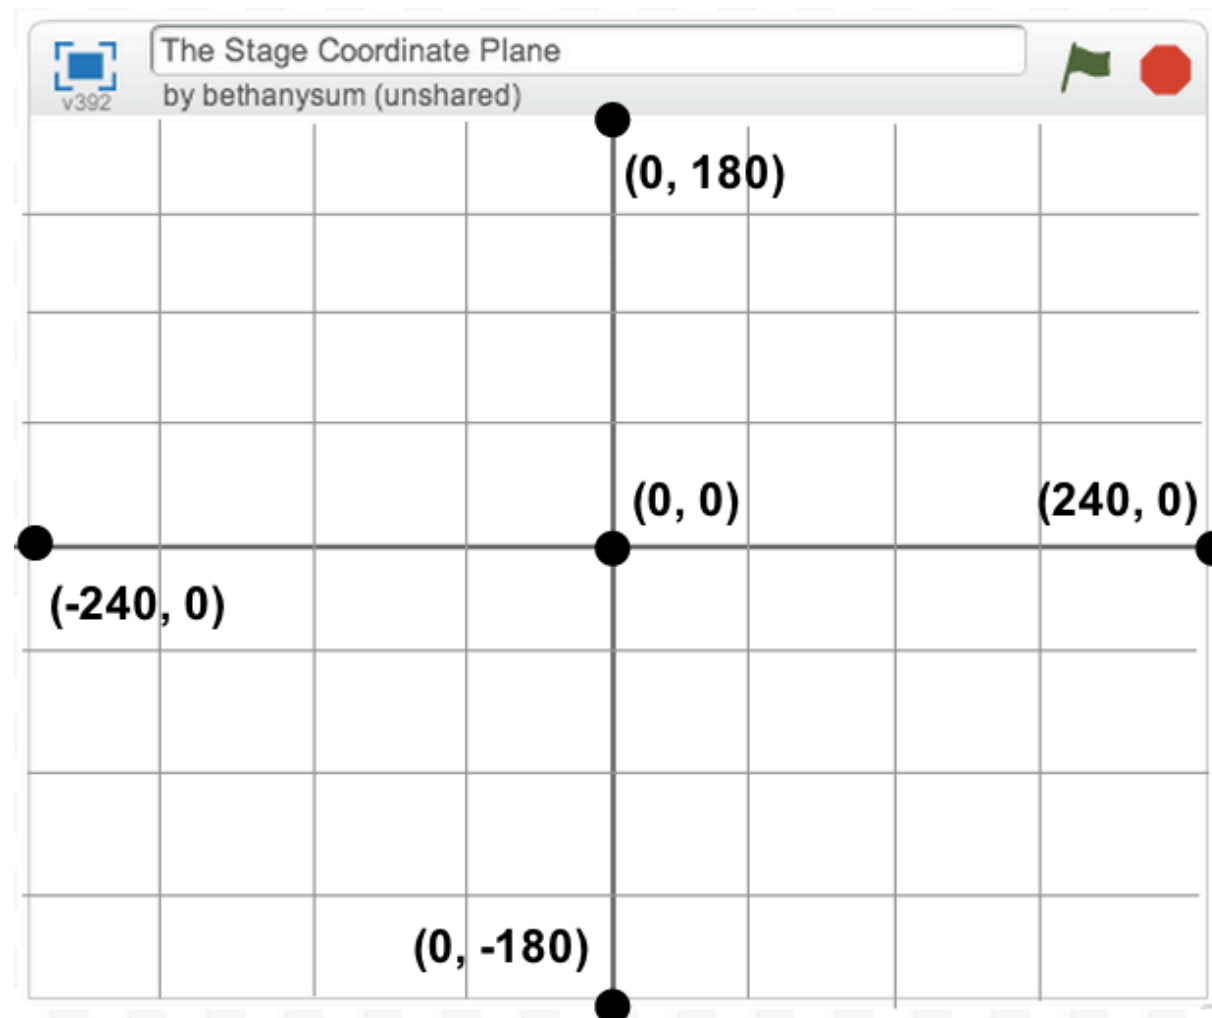 The Stage Coordinate Plane
v392
by bethanysum (unshared)
(0, 180)
(0, 0)
(240, 0)
(-240, 0)
(0, -180)